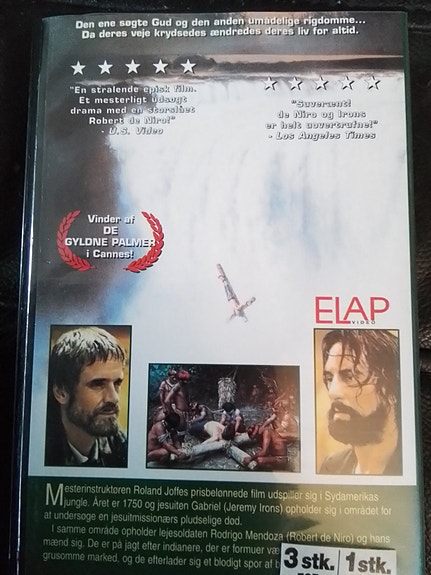 Den ene søgte Gud og den anden umådelige rigdomme...
Da deres veje krydsedes ændredes deres liv for altid.
"En strålende episk film.
Et mesterligt udsøgt
drama med en storslået
Robert de Niro!"
- U.S. Video
"Suverænt!
de Niro og Irons
er helt uovertrufne!"
- Los Angeles Times
Vinder af
DE
GYLDNE PALMER
i Cannes!
ELAP
VIDEO
Mesterinstruktøren Roland Joffes prisbelønnede film udspiller sig i Sydamerikas
jungle. Året er 1750 og jesuiten Gabriel (Jeremy Irons) opholder sig i området for
at undersøge en jesuitmissionærs pludselige død.
I samme område opholder lejesoldaten Rodrigo Mendoza (Robert de Niro) og hans
mænd sig. De er på jagt efter indianere, der er formuer væ
grusomme marked, og de efterlader sig et blodigt spor af
3 stk. 1 stk.